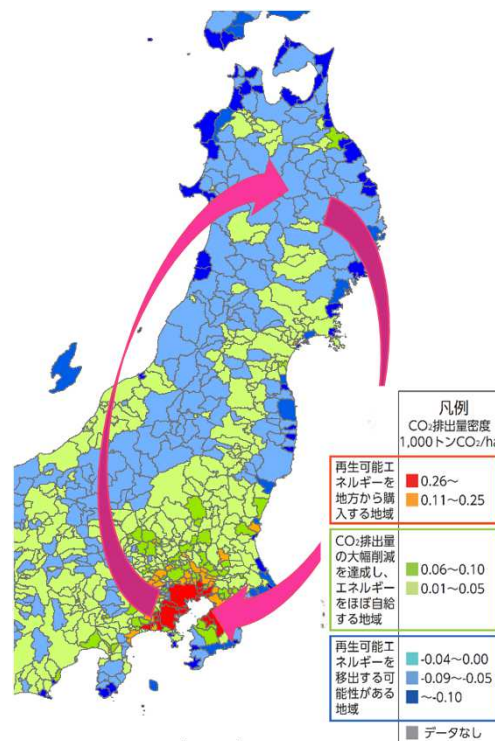 凡例
CO₂排出量密度
1,000トンCO₂/ha
再生可能エ
ネルギーを
地方から購
入する地域
0.26～
0.11～0.25
CO₂排出量
の大幅削減
を達成し、
エネルギー
をほぼ自給
する地域
0.06～0.10
0.01～0.05
再生可能エ
ネルギーを
移出する可
能性がある
地域
-0.04～0.00
-0.09～-0.05
～-0.10
データなし